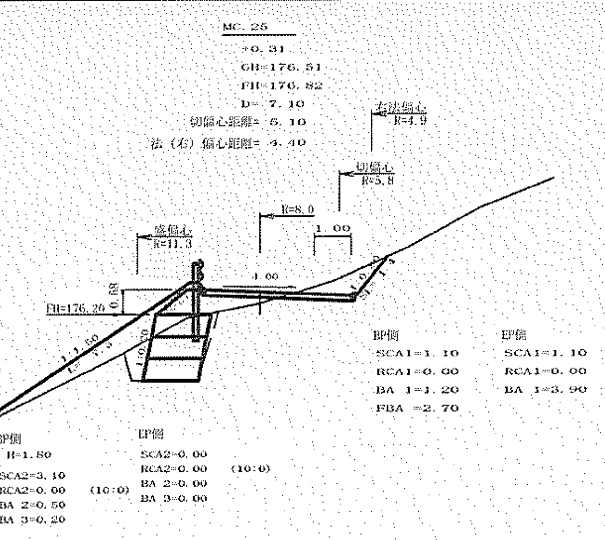 MC. 25
+0.31
GH=176.51
FH=176.82
D= 7.10
切偏心距離= 5.10
法（右）偏心距離= 4.40
右法偏心
R=4.9
切偏心
R=5.8
R=8.0
盛偏心
R=11.3
1.00
4.00
0.68
FH=176.26
BP側
SCA1=1.10
RCA1=0.00
BA 1=1.20
FBA =2.70
EP側
SCA1=1.10
RCA1=0.00
BA 1=3.90
BP側
H=1.80
SCA2=3.10
RCA2=0.00 (10:0)
BA 2=0.50
BA 3=0.20
EP側
SCA2=0.00
RCA2=0.00 (10:0)
BA 2=0.00
BA 3=0.00